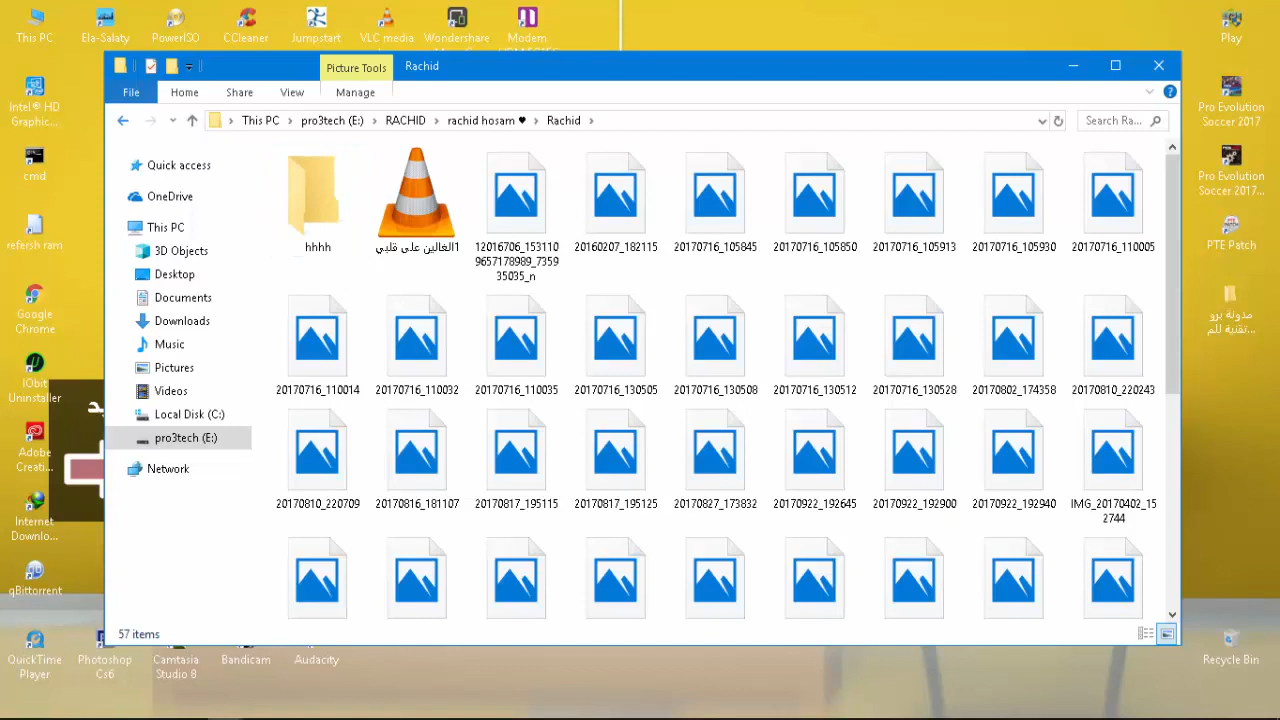 This PC
Ela-Salaty
PowerISO
CCleaner
Jumpstart
VLC media
Wondershare
Modem
Play
Picture Tools
Rachid
File
Home
Share
View
Manage
This PC
pro3tech (E:)
RACHID
rachid hosam ♥
Rachid
Search Ra...
Intel® HD
Graphic...
cmd
refersh ram
Google
Chrome
IObit
Uninstaller
Adobe
Creati...
Internet
Downlo...
qBittorrent
QuickTime
Player
Photoshop
Cs6
Camtasia
Studio 8
Bandicam
Audacity
Quick access
OneDrive
This PC
3D Objects
Desktop
Documents
Downloads
Music
Pictures
Videos
Local Disk (C:)
pro3tech (E:)
Network
hhhh
1الغالين على قلبي
12016706_153110
9657178989_7359
35035_n
20160207_182115
20170716_105845
20170716_105850
20170716_105913
20170716_105930
20170716_110005
20170716_110014
20170716_110032
20170716_110035
20170716_130505
20170716_130508
20170716_130512
20170716_130528
20170802_174358
20170810_220243
20170810_220709
20170816_181107
20170817_195115
20170817_195125
20170827_173832
20170922_192645
20170922_192900
20170922_192940
IMG_20170402_15
2744
57 items
Pro Evolution
Soccer 2017
Pro Evolution
Soccer 2017...
PTE Patch
مدونة برو
تقنية للم...
Recycle Bin